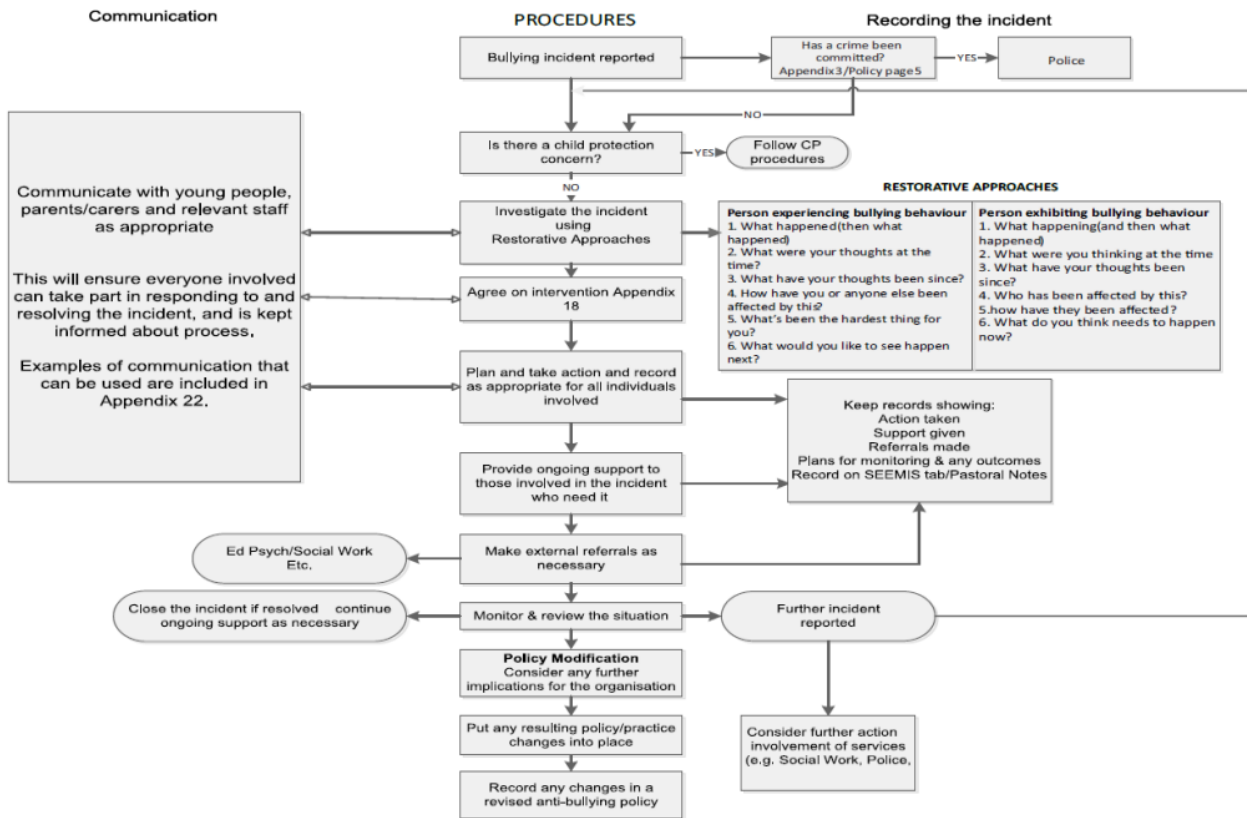 Communication
PROCEDURES
Recording the incident
Bullying incident reported
Has a crime been
committed?
Appendix3/Policy page5
YES
Police
NO
Is there a child protection
concern?
YES
Follow CP
procedures
NO
Communicate with young people,
parents/carers and relevant staff
as appropriate
This will ensure everyone involved
can take part in responding to and
resolving the incident, and is kept
informed about process.
Examples of communication that
can be used are included in
Appendix 22.
Investigate the incident
using
Restorative Approaches
RESTORATIVE APPROACHES
Person experiencing bullying behaviour
1. What happened(then what
happened)
2. What were your thoughts at the
time?
3. What have your thoughts been since?
4. How have you or anyone else been
affected by this?
5. What's been the hardest thing for
you?
6. What would you like to see happen
next?
Person exhibiting bullying behaviour
1. What happening(and then what
happened)
2. What were you thinking at the time
3. What have your thoughts been
since?
4. Who has been affected by this?
5.how have they been affected ?
6. What do you think needs to happen
now?
Agree on intervention Appendix
18
Plan and take action and record
as appropriate for all individuals
involved
Keep records showing:
Action taken
Support given
Referrals made
Plans for monitoring & any outcomes
Record on SEEMIS tab/Pastoral Notes
Provide ongoing support to
those involved in the incident
who need it
Ed Psych/Social Work
Etc.
Make external referrals as
necessary
Close the incident if resolved continue
ongoing support as necessary
Monitor & review the situation
Further incident
reported
Policy Modification
Consider any further
implications for the organisation
Put any resulting policy/practice
changes into place
Consider further action
involvement of services
(e.g. Social Work, Police,
Record any changes in a
revised anti-bullying policy